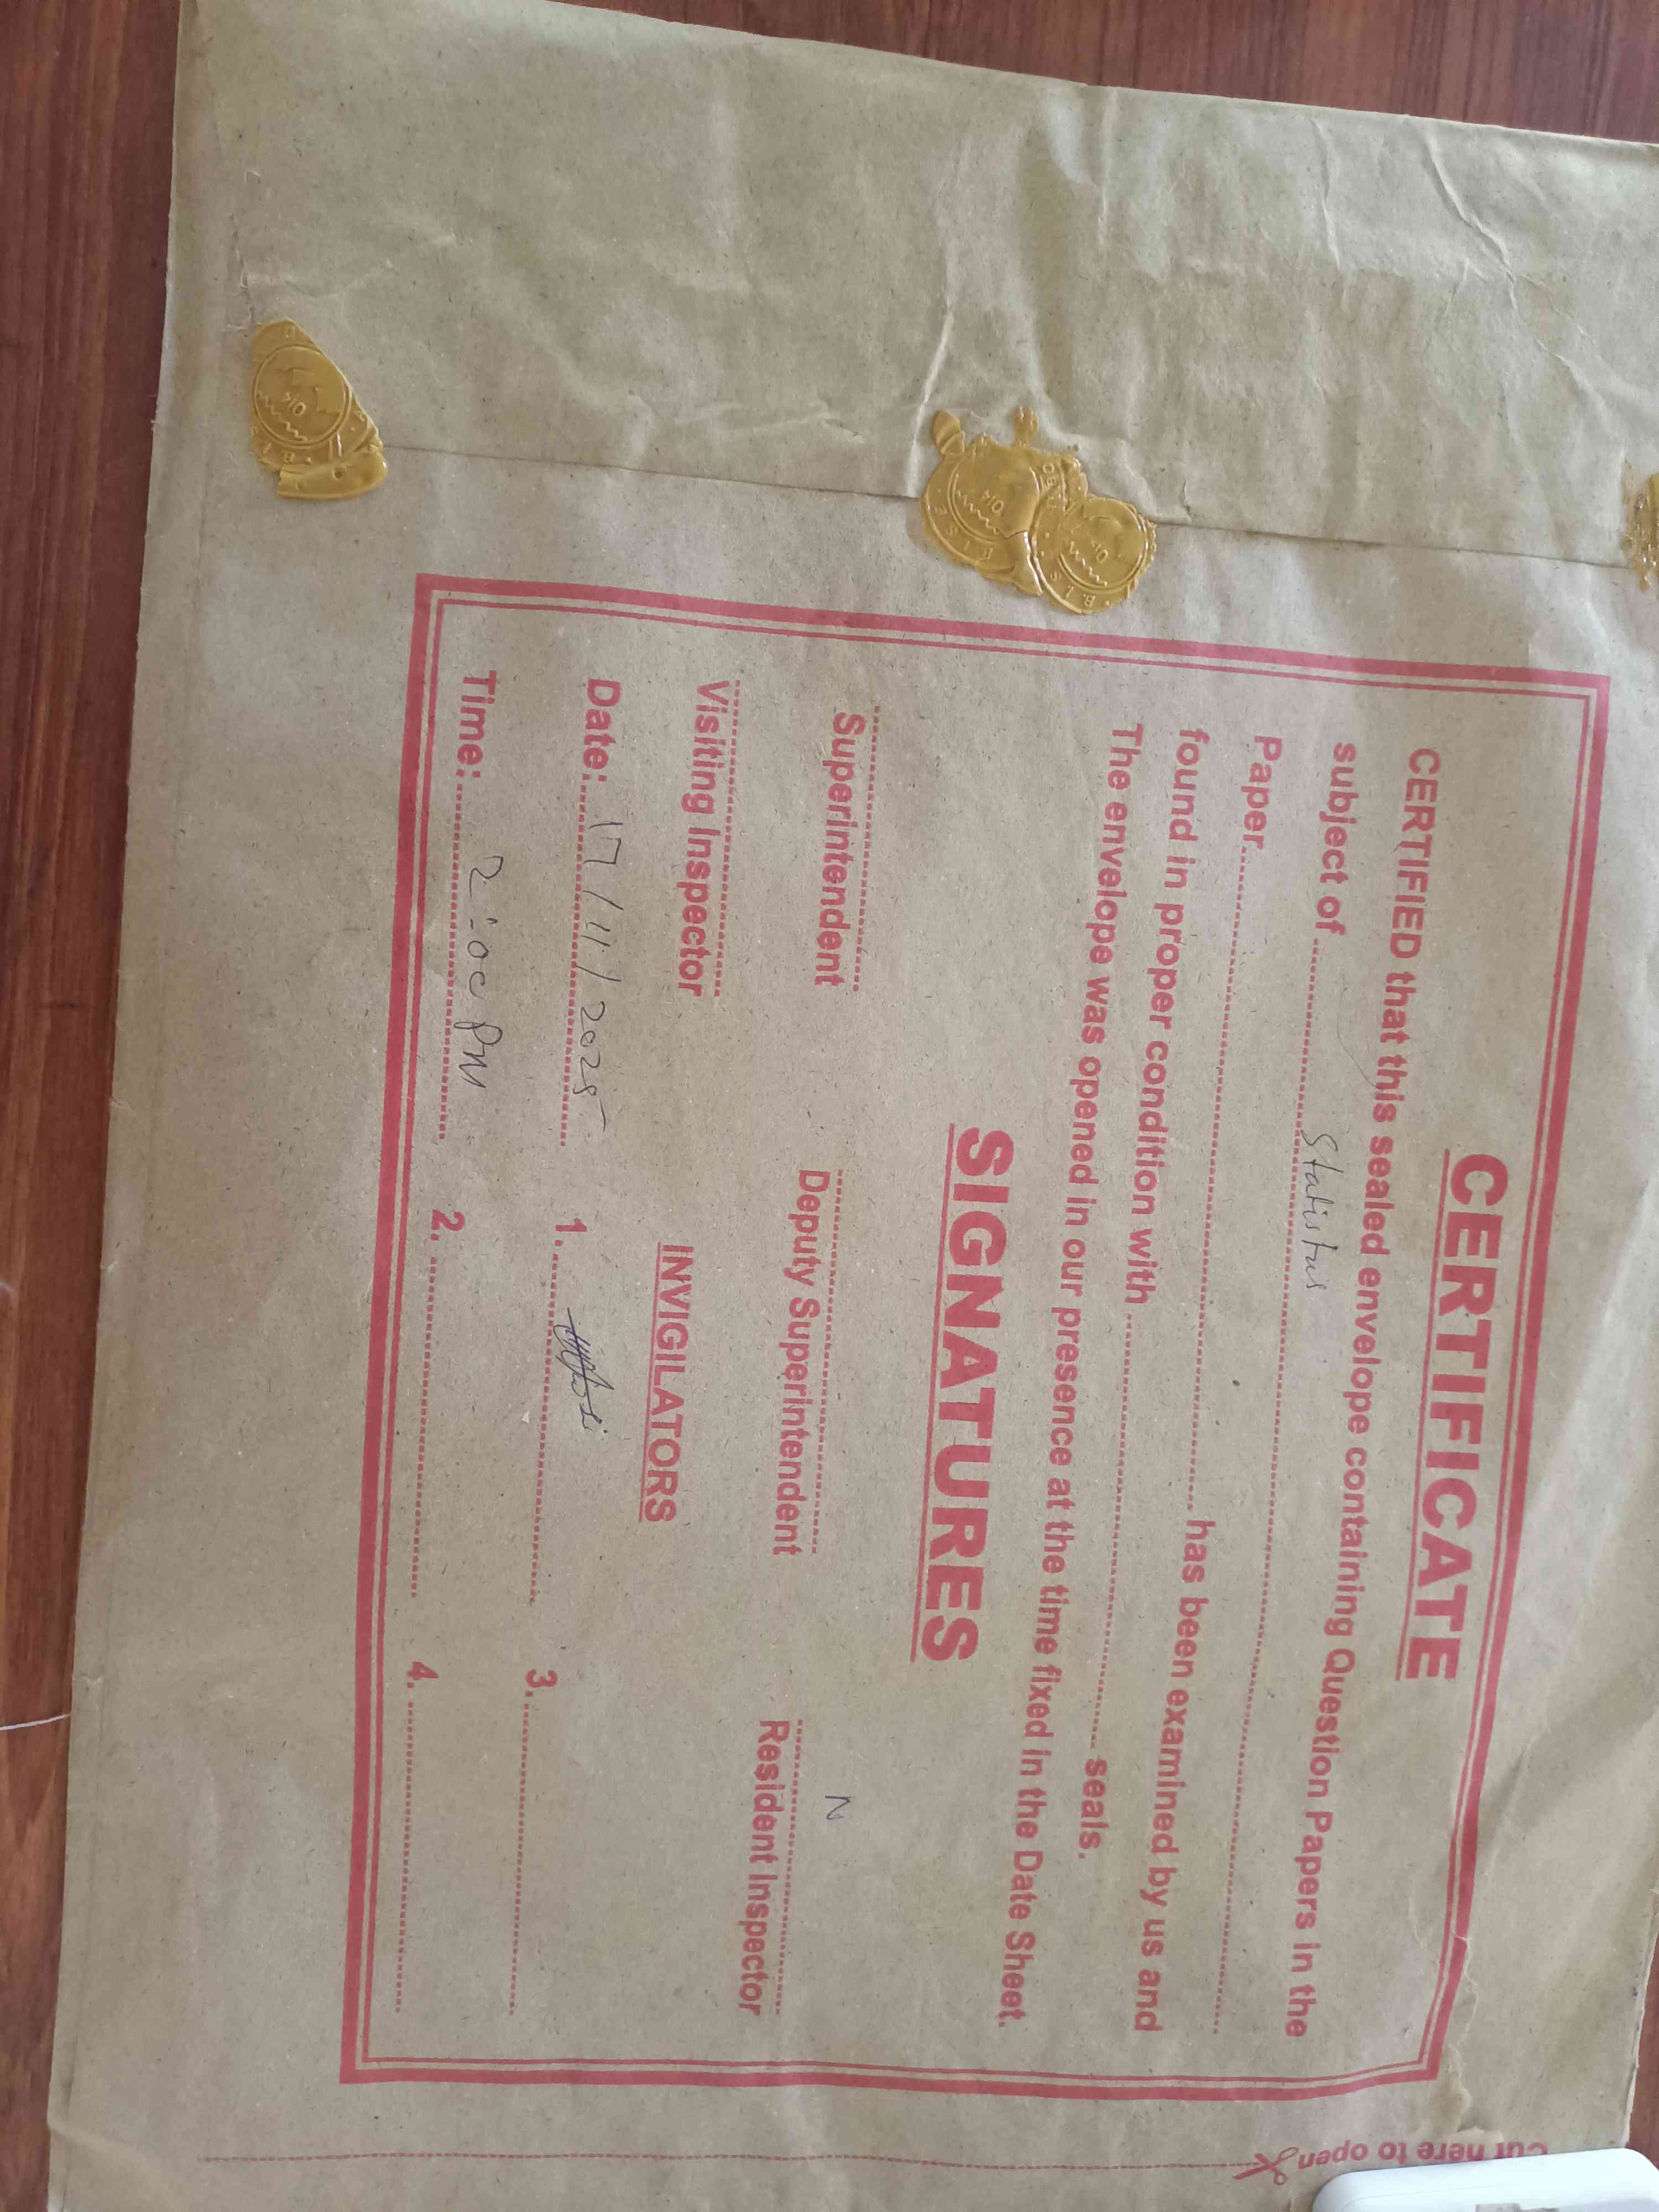 CERTIFICATE
CERTIFIED that this sealed envelope containing Question Papers in the
subject of Statistics
Paper has been examined by us and
found in proper condition with seals.
The envelope was opened in our presence at the time fixed in the Date Sheet.
SIGNATURES
N
Superintendent Deputy Superintendent Resident Inspector
Visiting Inspector
INVIGILATORS
Date: 17/11/2025 1. 3.
Time: 2:00 PM 2. 4.
Cut here to open